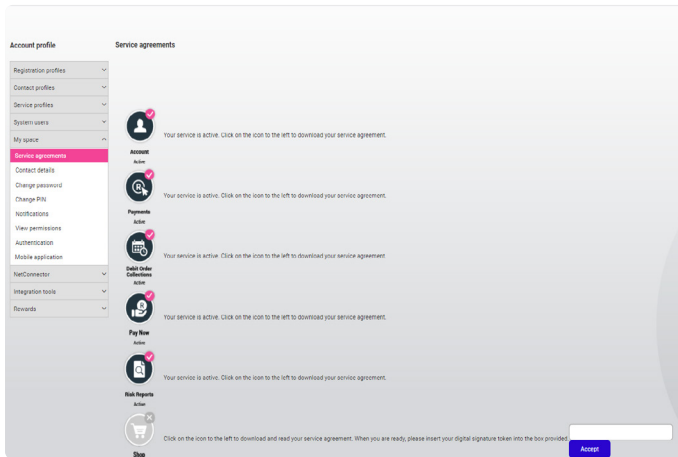 Account profile
Service agreements
Registration profiles
Contact profiles
Service profiles
System users
My space
Service agreements
Contact details
Change password
Change PIN
Notifications
View permissions
Authentication
Mobile application
NetConnector
Integration tools
Rewards
Your service is active. Click on the icon to the left to download your service agreement.
Account
Active
R
Your service is active. Click on the icon to the left to download your service agreement.
Payments
Active
Your service is active. Click on the icon to the left to download your service agreement.
Debit Order
Collections
Active
R
Your service is active. Click on the icon to the left to download your service agreement.
Pay Now
Active
Your service is active. Click on the icon to the left to download your service agreement.
Risk Reports
Active
Click on the icon to the left to download and read your service agreement. When you are ready, please insert your digital signature token into the box provided.
Accept
Shop